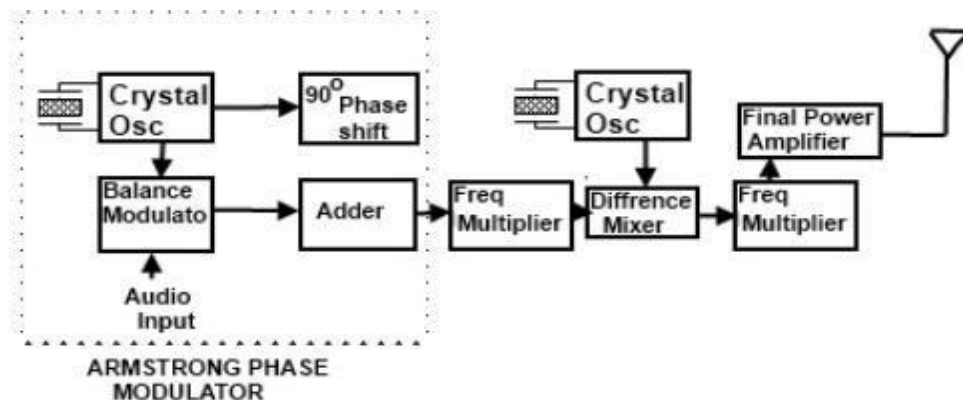 Crystal
Osc
90º Phase
shift
Balance
Modulato
Adder
Audio
Input
ARMSTRONG PHASE
MODULATOR
Freq
Multiplier
Crystal
Osc
Diffrence
Mixer
Freq
Multiplier
Final Power
Amplifier